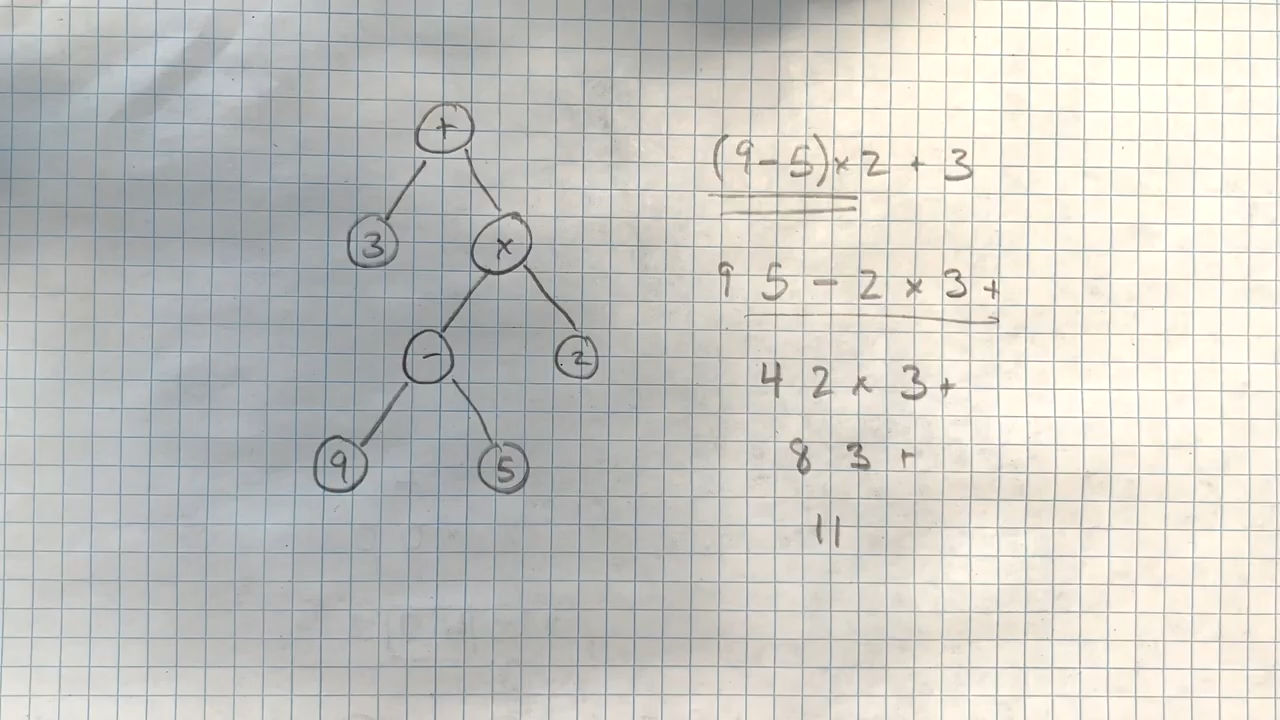 +
3 ×
- 2
9 5
(9-5)×2 + 3
9 5 - 2 × 3 +
4 2 × 3 +
8 3 +
11